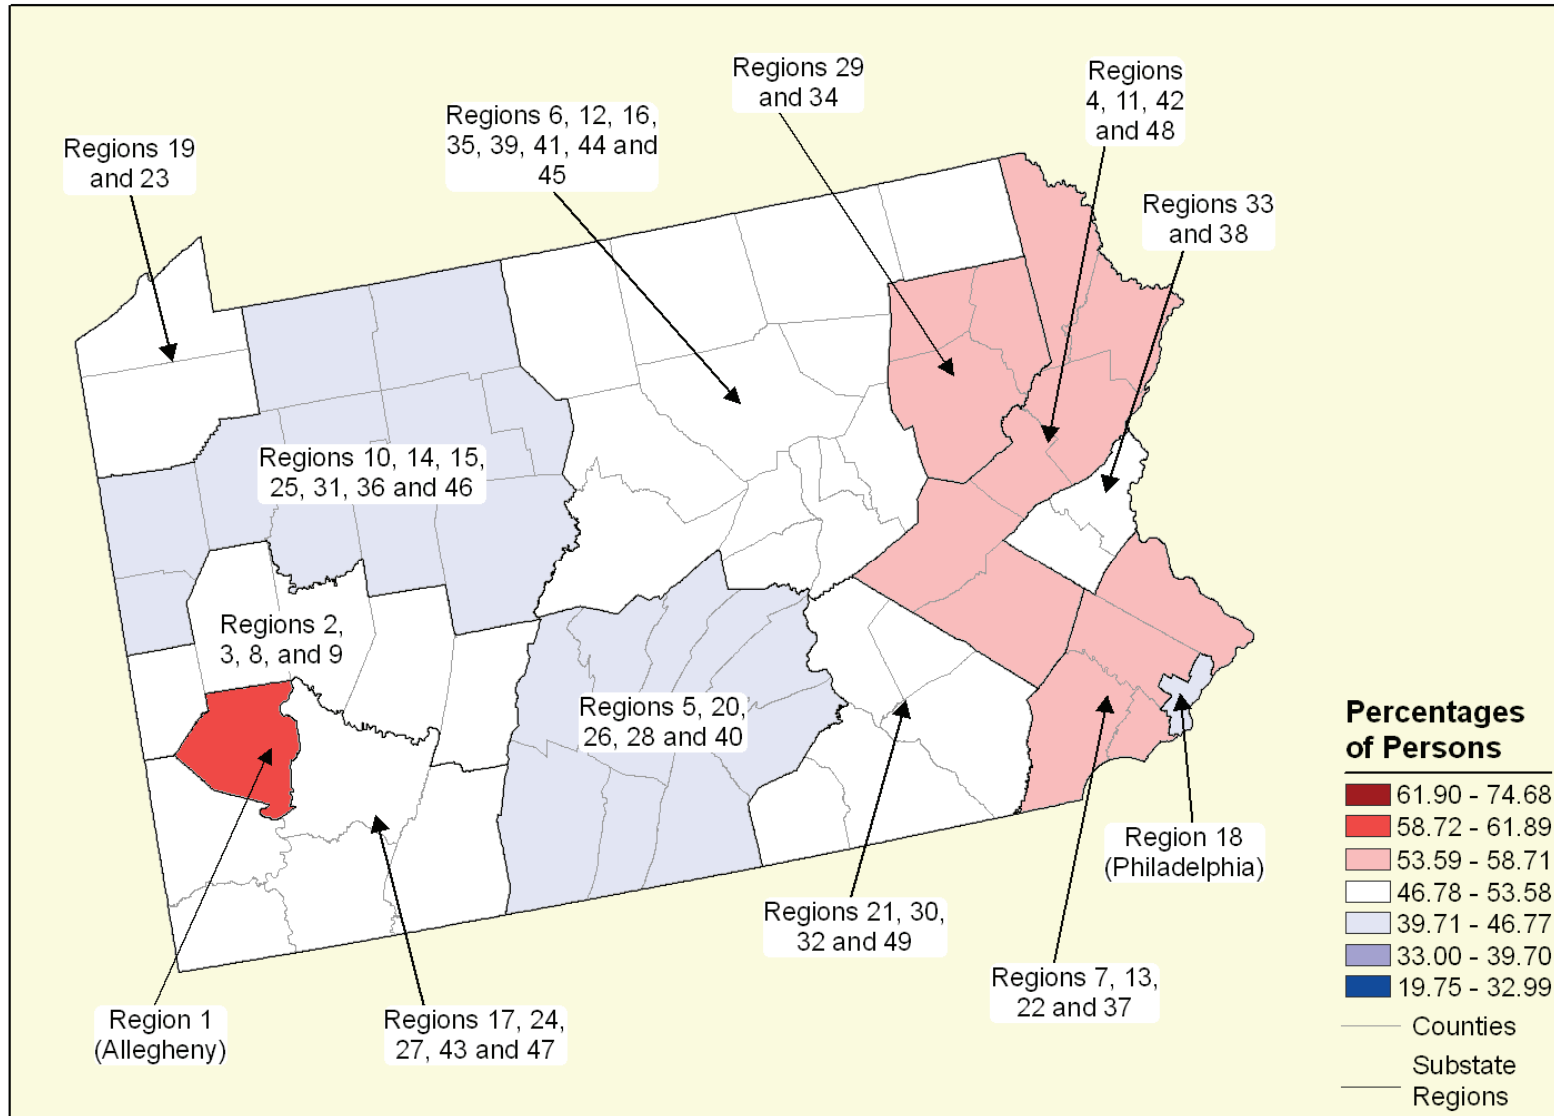 Regions 29
and 34
Regions
4, 11, 42
and 48
Regions 6, 12, 16,
35, 39, 41, 44 and
45
Regions 19
and 23
Regions 33
and 38
Regions 10, 14, 15,
25, 31, 36 and 46
Regions 2,
3, 8, and 9
Regions 5, 20,
26, 28 and 40
Region 18
(Philadelphia)
Regions 21, 30,
32 and 49
Regions 7, 13,
22 and 37
Region 1
(Allegheny)
Regions 17, 24,
27, 43 and 47
Percentages
of Persons
61.90 - 74.68
58.72 - 61.89
53.59 - 58.71
46.78 - 53.58
39.71 - 46.77
33.00 - 39.70
19.75 - 32.99
Counties
Substate
Regions